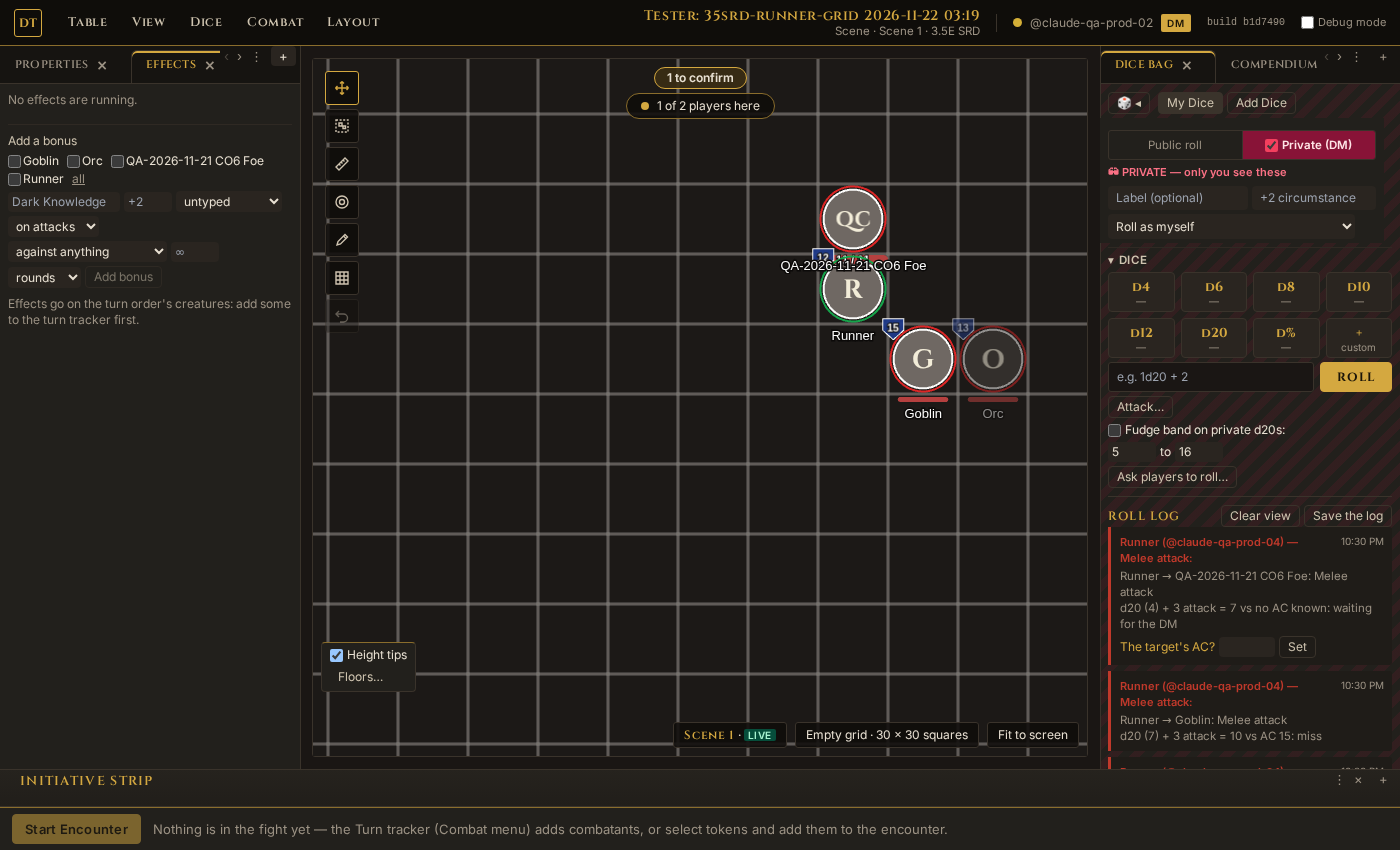 DT TABLE VIEW DICE COMBAT LAYOUT
TESTER: 35SRD-RUNNER-GRID 2026-11-22 03:19
Scene · Scene 1 · 3.5E SRD
@claude-qa-prod-02 DM build b1d7490 Debug mode
PROPERTIES × EFFECTS × ‹ › ⋮ +
No effects are running.
Add a bonus
Goblin Orc QA-2026-11-21 CO6 Foe
Runner all
Dark Knowledge +2 untyped
on attacks
against anything ∞
rounds Add bonus
Effects go on the turn order's creatures: add some
to the turn tracker first.
1 to confirm
1 of 2 players here
QC
12
QA-2026-11-21 CO6 Foe
R
Runner
15 13
G O
Goblin Orc
Height tips
Floors...
SCENE 1 · LIVE Empty grid · 30 × 30 squares Fit to screen
DICE BAG × COMPENDIUM ‹ › ⋮ +
My Dice Add Dice
Public roll Private (DM)
PRIVATE — only you see these
Label (optional) +2 circumstance
Roll as myself
▾ DICE
D4 D6 D8 D10
— — — —
D12 D20 D% +
— — — custom
e.g. 1d20 + 2 ROLL
Attack...
Fudge band on private d20s:
5 to 16
Ask players to roll...
ROLL LOG Clear view Save the log
Runner (@claude-qa-prod-04) — 10:30 PM
Melee attack:
Runner → QA-2026-11-21 CO6 Foe: Melee
attack
d20 (4) + 3 attack = 7 vs no AC known: waiting
for the DM
The target's AC? Set
Runner (@claude-qa-prod-04) — 10:30 PM
Melee attack:
Runner → Goblin: Melee attack
d20 (7) + 3 attack = 10 vs AC 15: miss
INITIATIVE STRIP ⋮ × +
Start Encounter Nothing is in the fight yet — the Turn tracker (Combat menu) adds combatants, or select tokens and add them to the encounter.